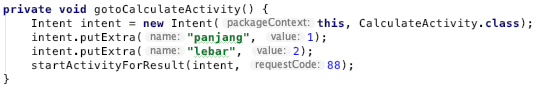 private void gotoCalculateActivity() {
    Intent intent = new Intent( packageContext: this, CalculateActivity.class);
    intent.putExtra( name: "panjang", value: 1);
    intent.putExtra( name: "lebar", value: 2);
    startActivityForResult(intent, requestCode: 88);
}